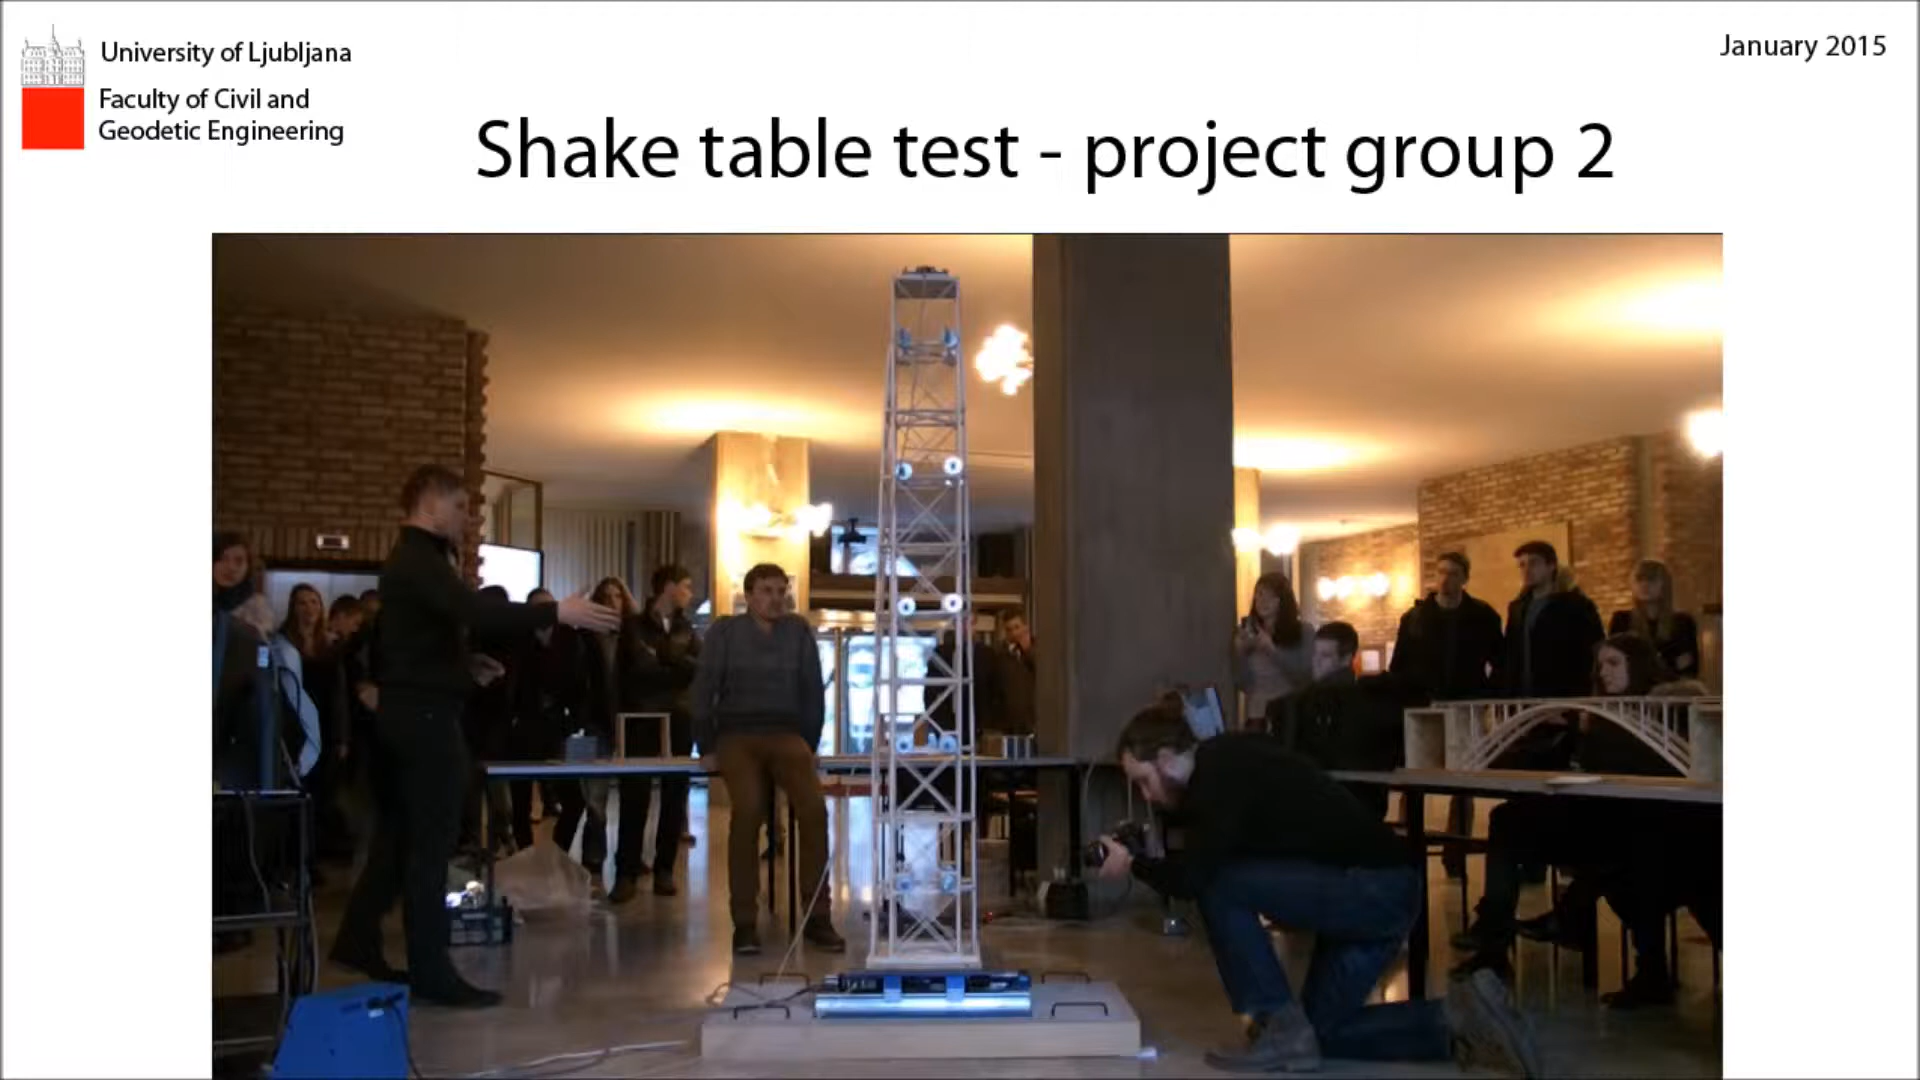 University of Ljubljana
Faculty of Civil and
Geodetic Engineering
January 2015
Shake table test - project group 2